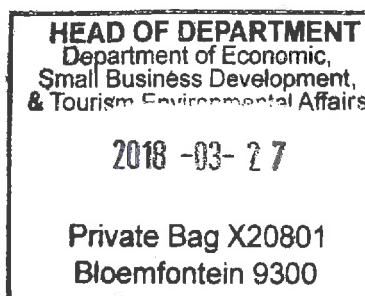 HEAD OF DEPARTMENT
Department of Economic,
Small Business Development,
& Tourism Environmental Affairs
2018 -03- 27
Private Bag X20801
Bloemfontein 9300